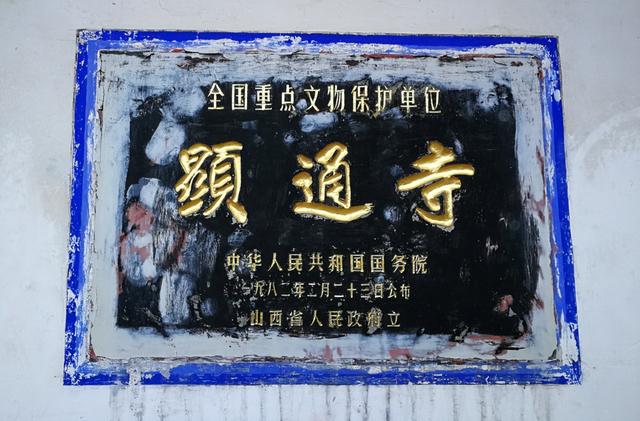 全国重点文物保护单位
顯通寺
中华人民共和国国务院
一九八二年二月二十三日公布
山西省人民政府立